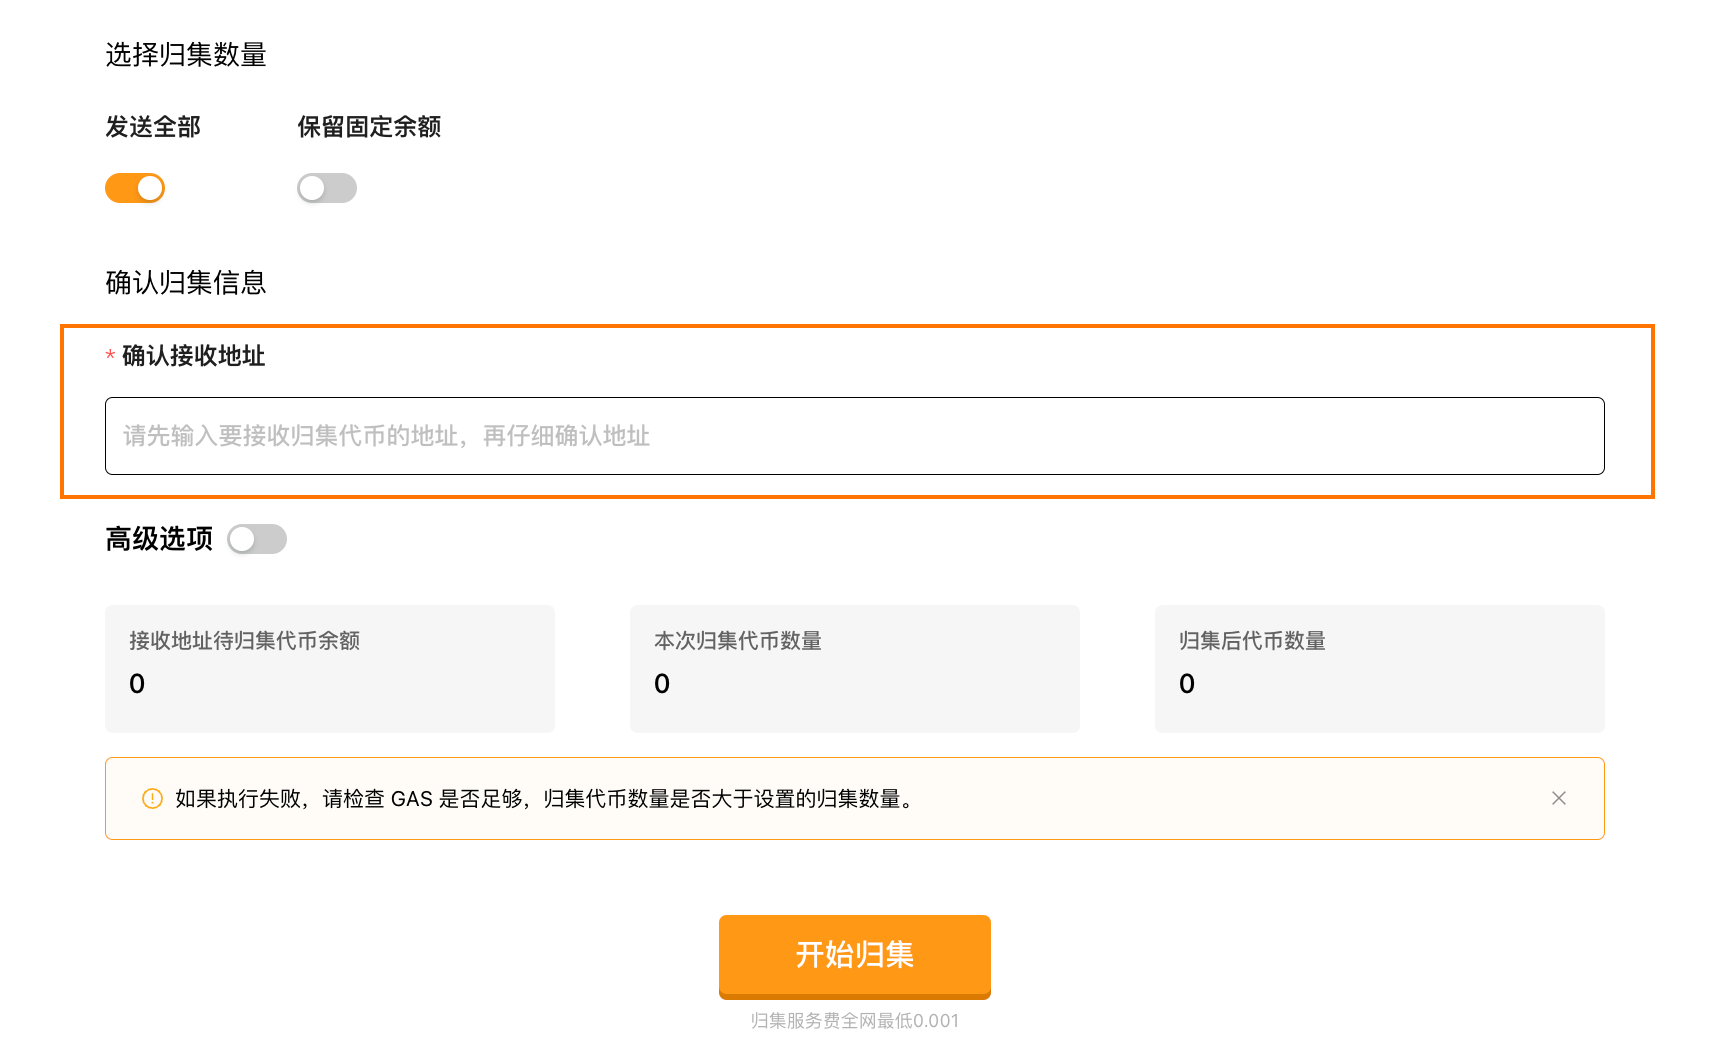 选择归集数量
发送全部 保留固定余额
确认归集信息
* 确认接收地址
请先输入要接收归集代币的地址，再仔细确认地址
高级选项
接收地址待归集代币余额 本次归集代币数量 归集后代币数量
0 0 0
如果执行失败，请检查 GAS 是否足够，归集代币数量是否大于设置的归集数量。
开始归集
归集服务费全网最低0.001